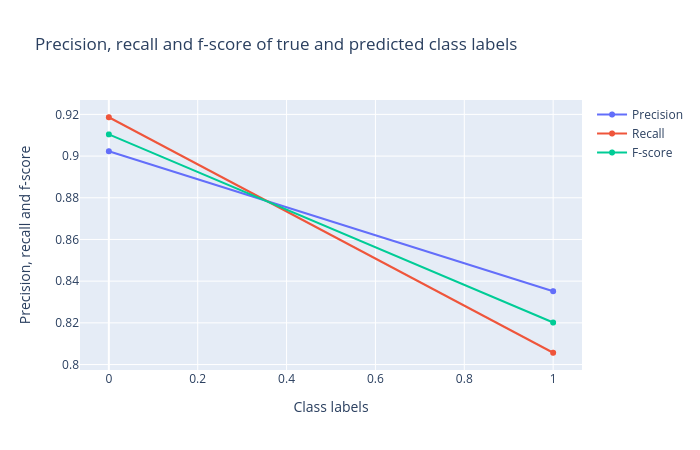 Precision, recall and f-score of true and predicted class labels
Precision
Recall
F-score
0.92
0.9
0.88
0.86
0.84
0.82
0.8
Precision, recall and f-score
0
0.2
0.4
0.6
0.8
1
Class labels